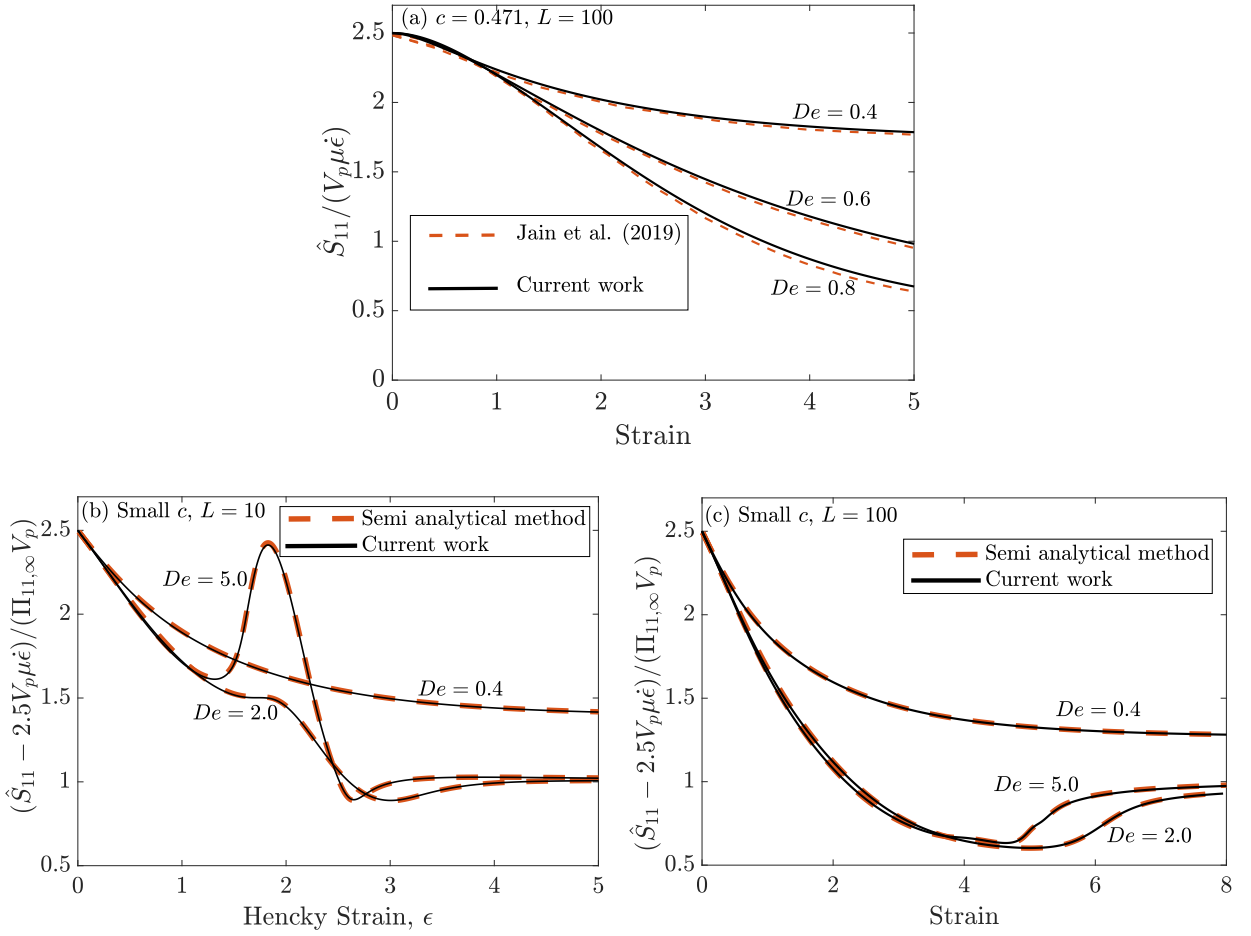 (a) c = 0.471, L = 100
2.5
2
1.5
1
0.5
0
Ŝ₁₁/(Vₚμϵ̇)
De = 0.4
De = 0.6
De = 0.8
Jain et al. (2019)
Current work
0 1 2 3 4 5
Strain
(b) Small c, L = 10
Semi analytical method
Current work
2.5
2
1.5
1
0.5
(Ŝ₁₁ − 2.5Vₚμϵ̇)/(Π₁₁,∞Vₚ)
De = 5.0
De = 0.4
De = 2.0
0 1 2 3 4 5
Hencky Strain, ϵ
(c) Small c, L = 100
Semi analytical method
Current work
2.5
2
1.5
1
0.5
(Ŝ₁₁ − 2.5Vₚμϵ̇)/(Π₁₁,∞Vₚ)
De = 0.4
De = 5.0
De = 2.0
0 2 4 6 8
Strain